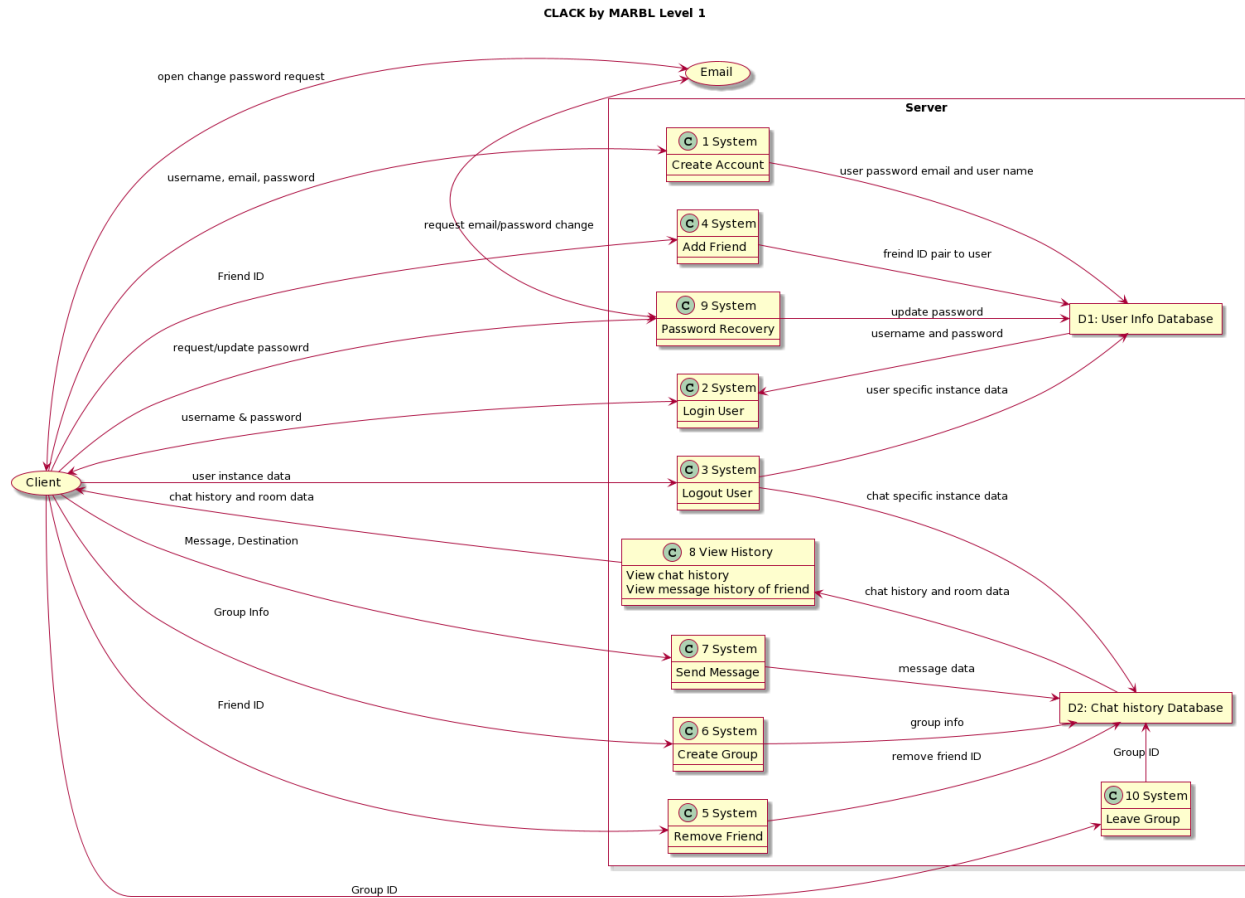 CLACK by MARBL Level 1
open change password request
Email
Server
C 1 System
Create Account
username, email, password
user password email and user name
request email/password change
C 4 System
Add Friend
Friend ID
freind ID pair to user
C 9 System
Password Recovery
update password
D1: User Info Database
username and password
request/update passowrd
C 2 System
Login User
username & password
user specific instance data
C 3 System
Logout User
Client
user instance data
chat history and room data
chat specific instance data
C 8 View History
View chat history
View message history of friend
chat history and room data
Message, Destination
C 7 System
Send Message
message data
D2: Chat history Database
Group Info
C 6 System
Create Group
group info
Friend ID
C 5 System
Remove Friend
remove friend ID
Group ID
C 10 System
Leave Group
Group ID